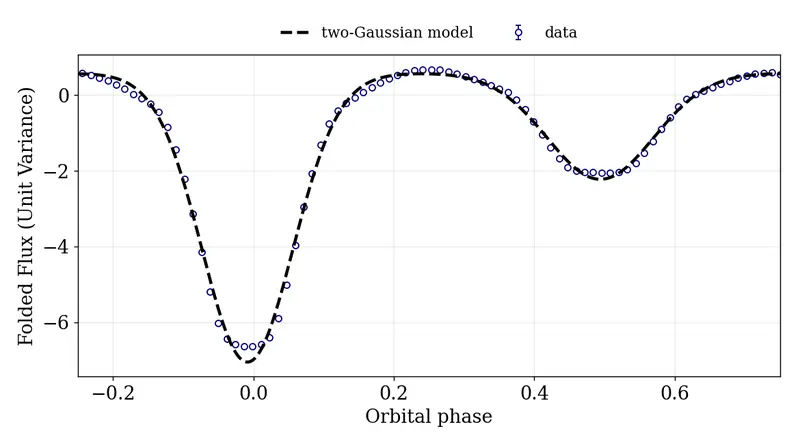 two-Gaussian model data
Folded Flux (Unit Variance)
0
−2
−4
−6
−0.2 0.0 0.2 0.4 0.6
Orbital phase